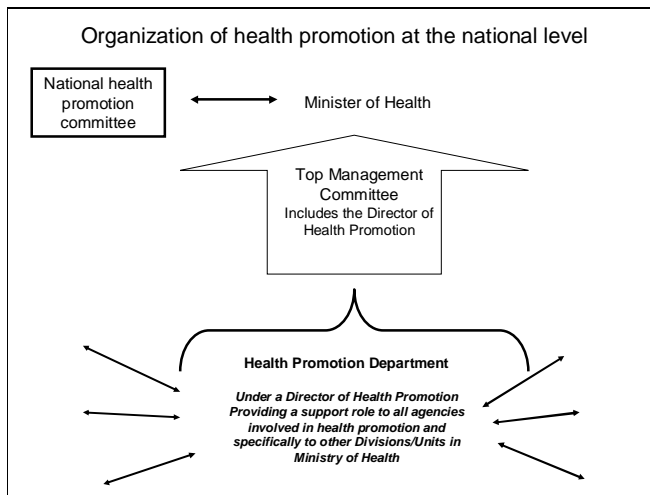 Organization of health promotion at the national level
National health
promotion
committee
Minister of Health
Top Management
Committee
Includes the Director of
Health Promotion
Health Promotion Department
Under a Director of Health Promotion
Providing a support role to all agencies
involved in health promotion and
specifically to other Divisions/Units in
Ministry of Health